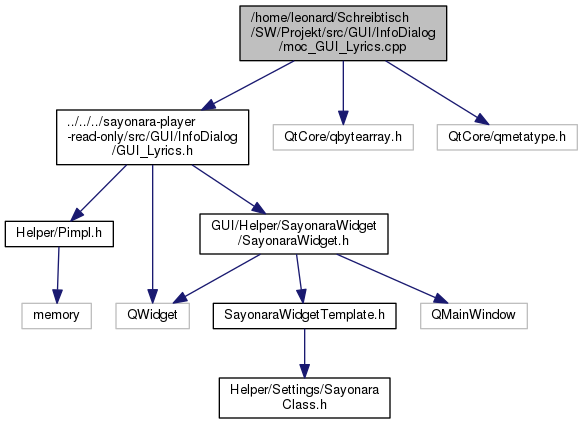 /home/leonard/Schreibtisch
/SW/Projekt/src/GUI/InfoDialog
/moc_GUI_Lyrics.cpp
../../../sayonara-player
-read-only/src/GUI/InfoDialog
/GUI_Lyrics.h
QtCore/qbytearray.h
QtCore/qmetatype.h
Helper/Pimpl.h
GUI/Helper/SayonaraWidget
/SayonaraWidget.h
memory
QWidget
SayonaraWidgetTemplate.h
QMainWindow
Helper/Settings/Sayonara
Class.h